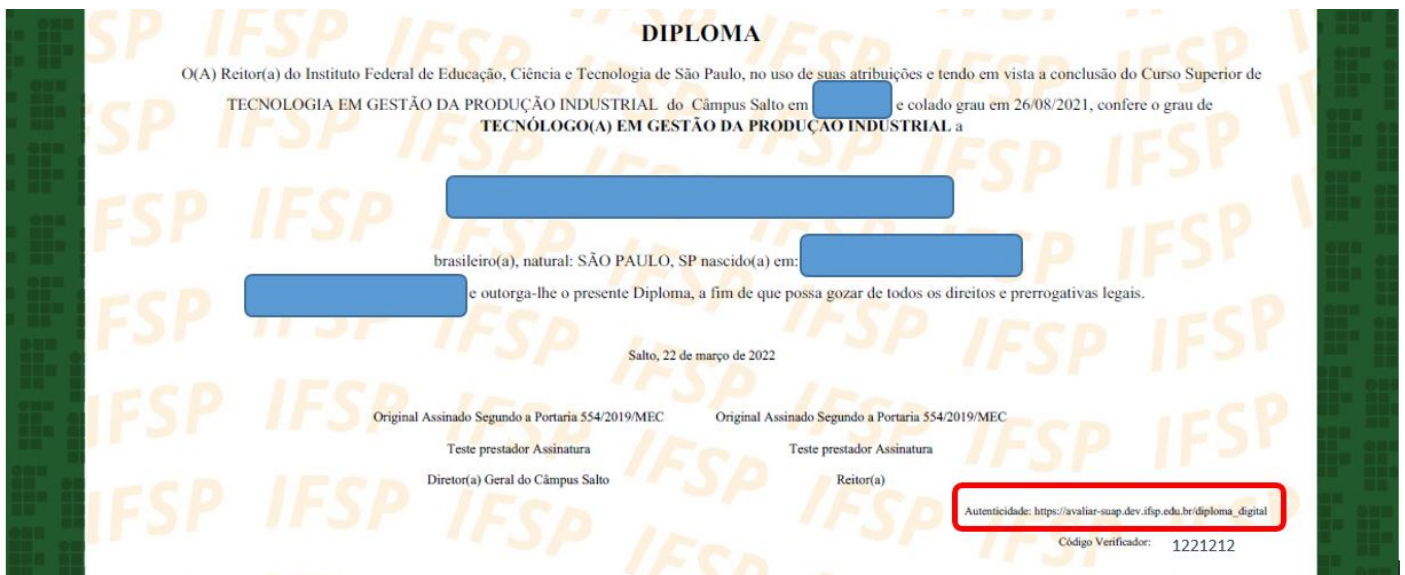 DIPLOMA
O(A) Reitor(a) do Instituto Federal de Educação, Ciência e Tecnologia de São Paulo, no uso de suas atribuições e tendo em vista a conclusão do Curso Superior de
TECNOLOGIA EM GESTÃO DA PRODUÇÃO INDUSTRIAL do Câmpus Salto em e colado grau em 26/08/2021, confere o grau de
TECNÓLOGO(A) EM GESTÃO DA PRODUÇÃO INDUSTRIAL a
brasileiro(a), natural: SÃO PAULO, SP nascido(a) em:
e outorga-lhe o presente Diploma, a fim de que possa gozar de todos os direitos e prerrogativas legais.
Salto, 22 de março de 2022
Original Assinado Segundo a Portaria 554/2019/MEC Original Assinado Segundo a Portaria 554/2019/MEC
Teste prestador Assinatura Teste prestador Assinatura
Diretor(a) Geral do Câmpus Salto Reitor(a)
Autenticidade: https://avaliar-suap.dev.ifsp.edu.br/diploma_digital
Código Verificador: 1221212
IFSP